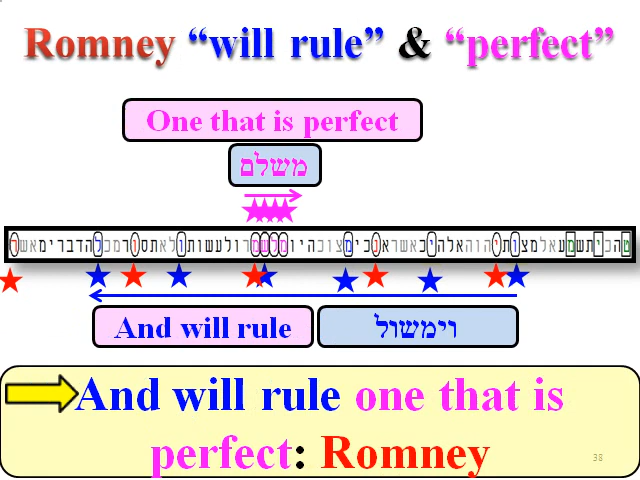 Romney “will rule” & “perfect”
One that is perfect
משלם
טהכיתשמעאלמצותיהוהאלהיכאשראנכימצוכהיומלשמרולעשותולאתסורמכלהדברימאשר
And will rule
וימשול
And will rule one that is
perfect: Romney
38